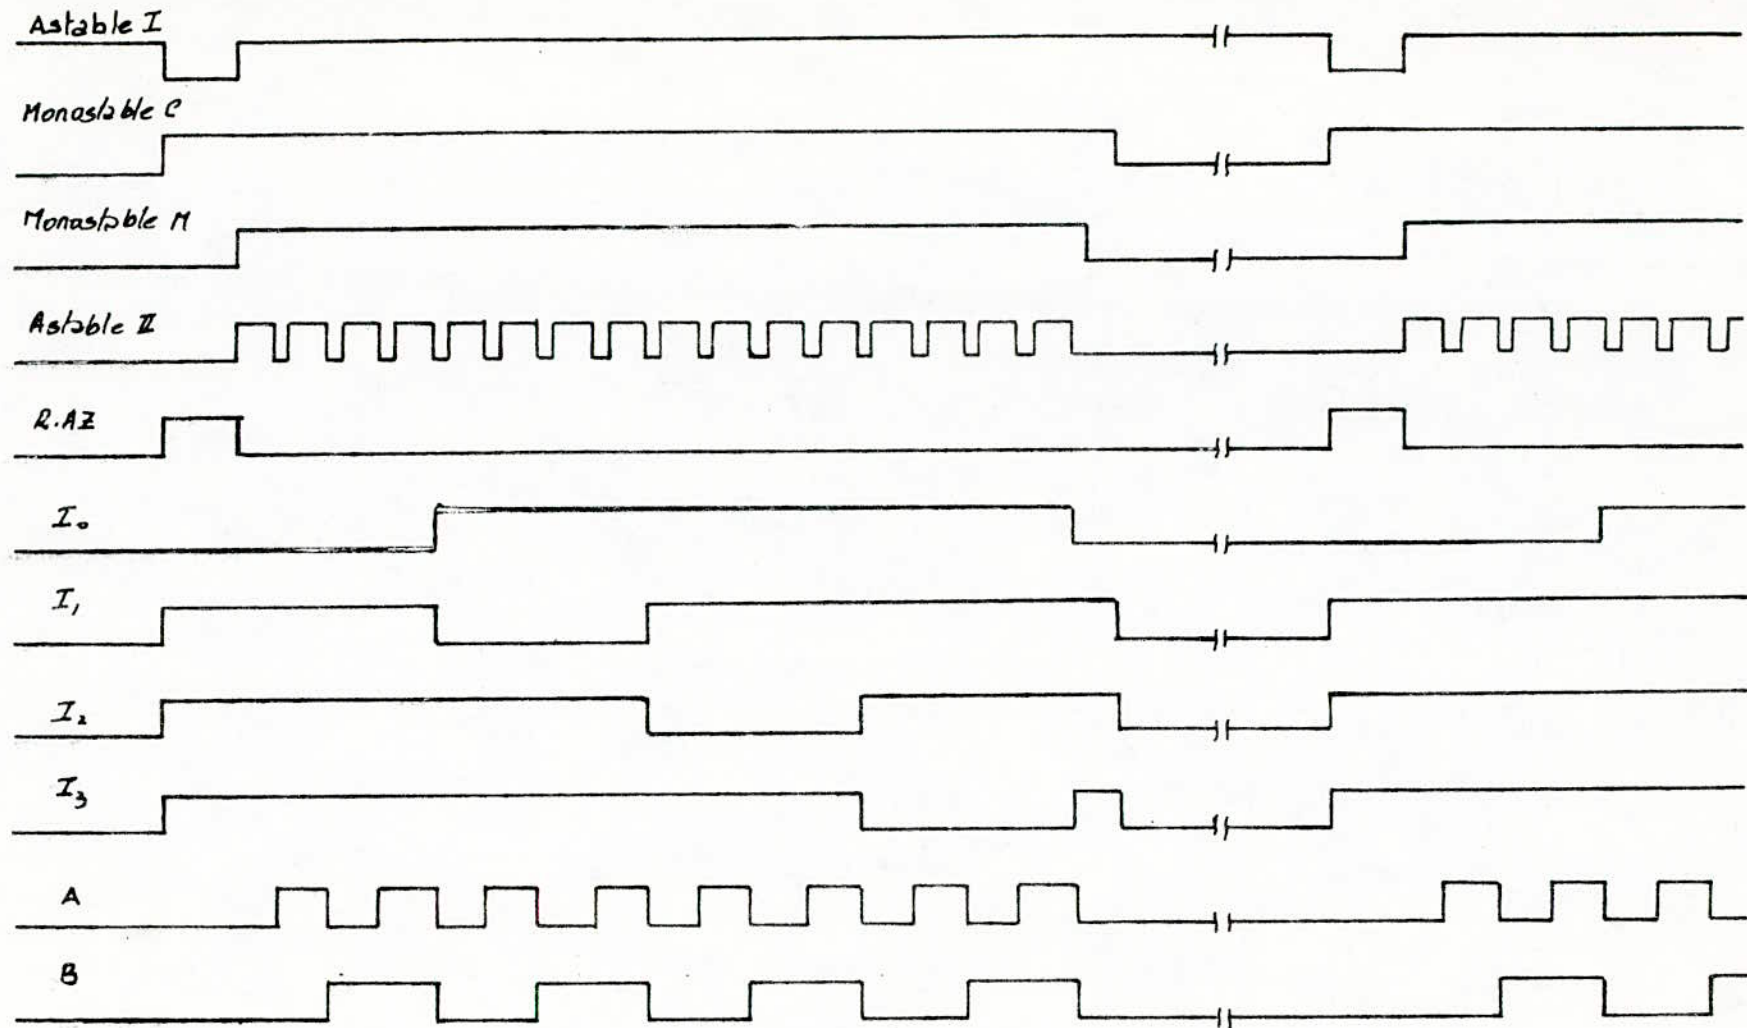 Astable I
Monostable C
Monostable M
Astable II
R.AZ
I₀
I₁
I₂
I₃
A
B